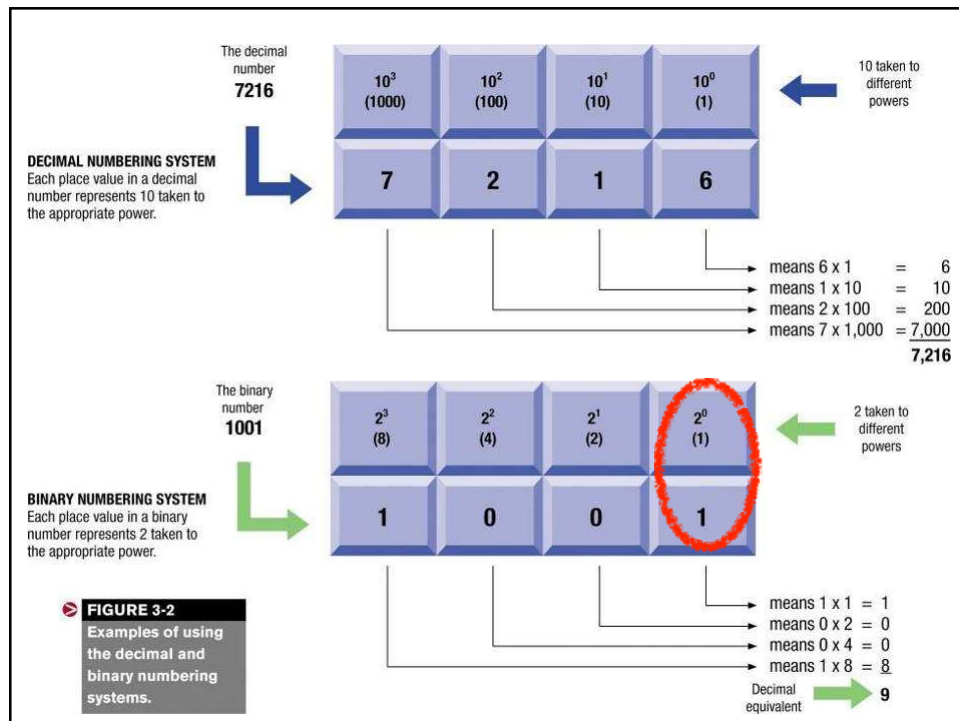 The decimal
number
7216
10³ 10² 10¹ 10⁰
(1000) (100) (10) (1)
10 taken to
different
powers
DECIMAL NUMBERING SYSTEM
Each place value in a decimal
number represents 10 taken to
the appropriate power.
7 2 1 6
means 6 x 1 = 6
means 1 x 10 = 10
means 2 x 100 = 200
means 7 x 1,000 = 7,000
7,216
The binary
number
1001
2³ 2² 2¹ 2⁰
(8) (4) (2) (1)
2 taken to
different
powers
BINARY NUMBERING SYSTEM
Each place value in a binary
number represents 2 taken to
the appropriate power.
1 0 0 1
means 1 x 1 = 1
means 0 x 2 = 0
means 0 x 4 = 0
means 1 x 8 = 8
Decimal
equivalent
9
FIGURE 3-2
Examples of using
the decimal and
binary numbering
systems.